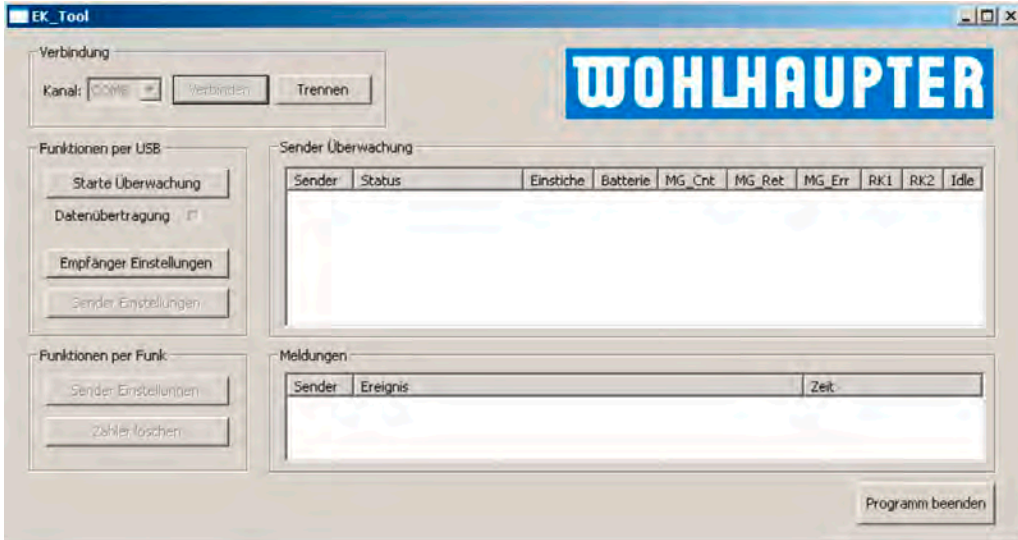 EK_Tool
Verbindung
Kanal:
Verbinden
Trennen
WOHLHAUPTER
Funktionen per USB
Starte Überwachung
Datenübertragung
Empfänger Einstellungen
Sender Einstellungen
Sender Überwachung
Sender Status Einstiche Batterie MG_Cnt MG_Ret MG_Err RK1 RK2 Idle
Funktionen per Funk
Sender Einstellungen
Zähler löschen
Meldungen
Sender Ereignis Zeit
Programm beenden